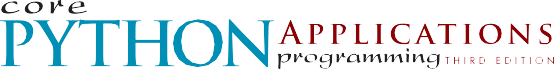 core
PYTHON APPLICATIONS
programming THIRD EDITION